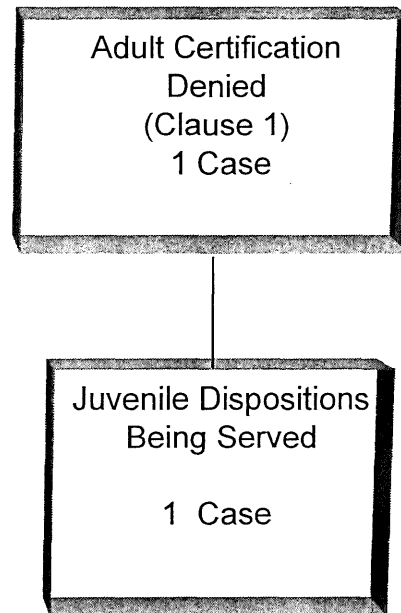 Adult Certification
Denied
(Clause 1)
1 Case
Juvenile Dispositions
Being Served
1 Case